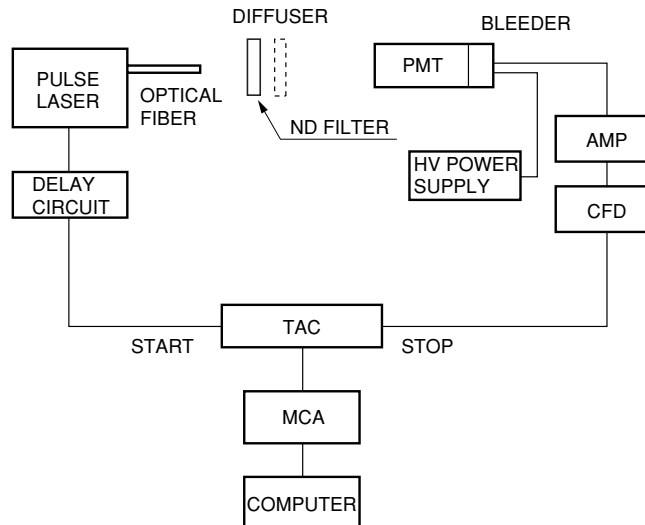 DIFFUSER
BLEEDER
PULSE
LASER
OPTICAL
FIBER
PMT
ND FILTER
AMP
HV POWER
SUPPLY
DELAY
CIRCUIT
CFD
TAC
START
STOP
MCA
COMPUTER